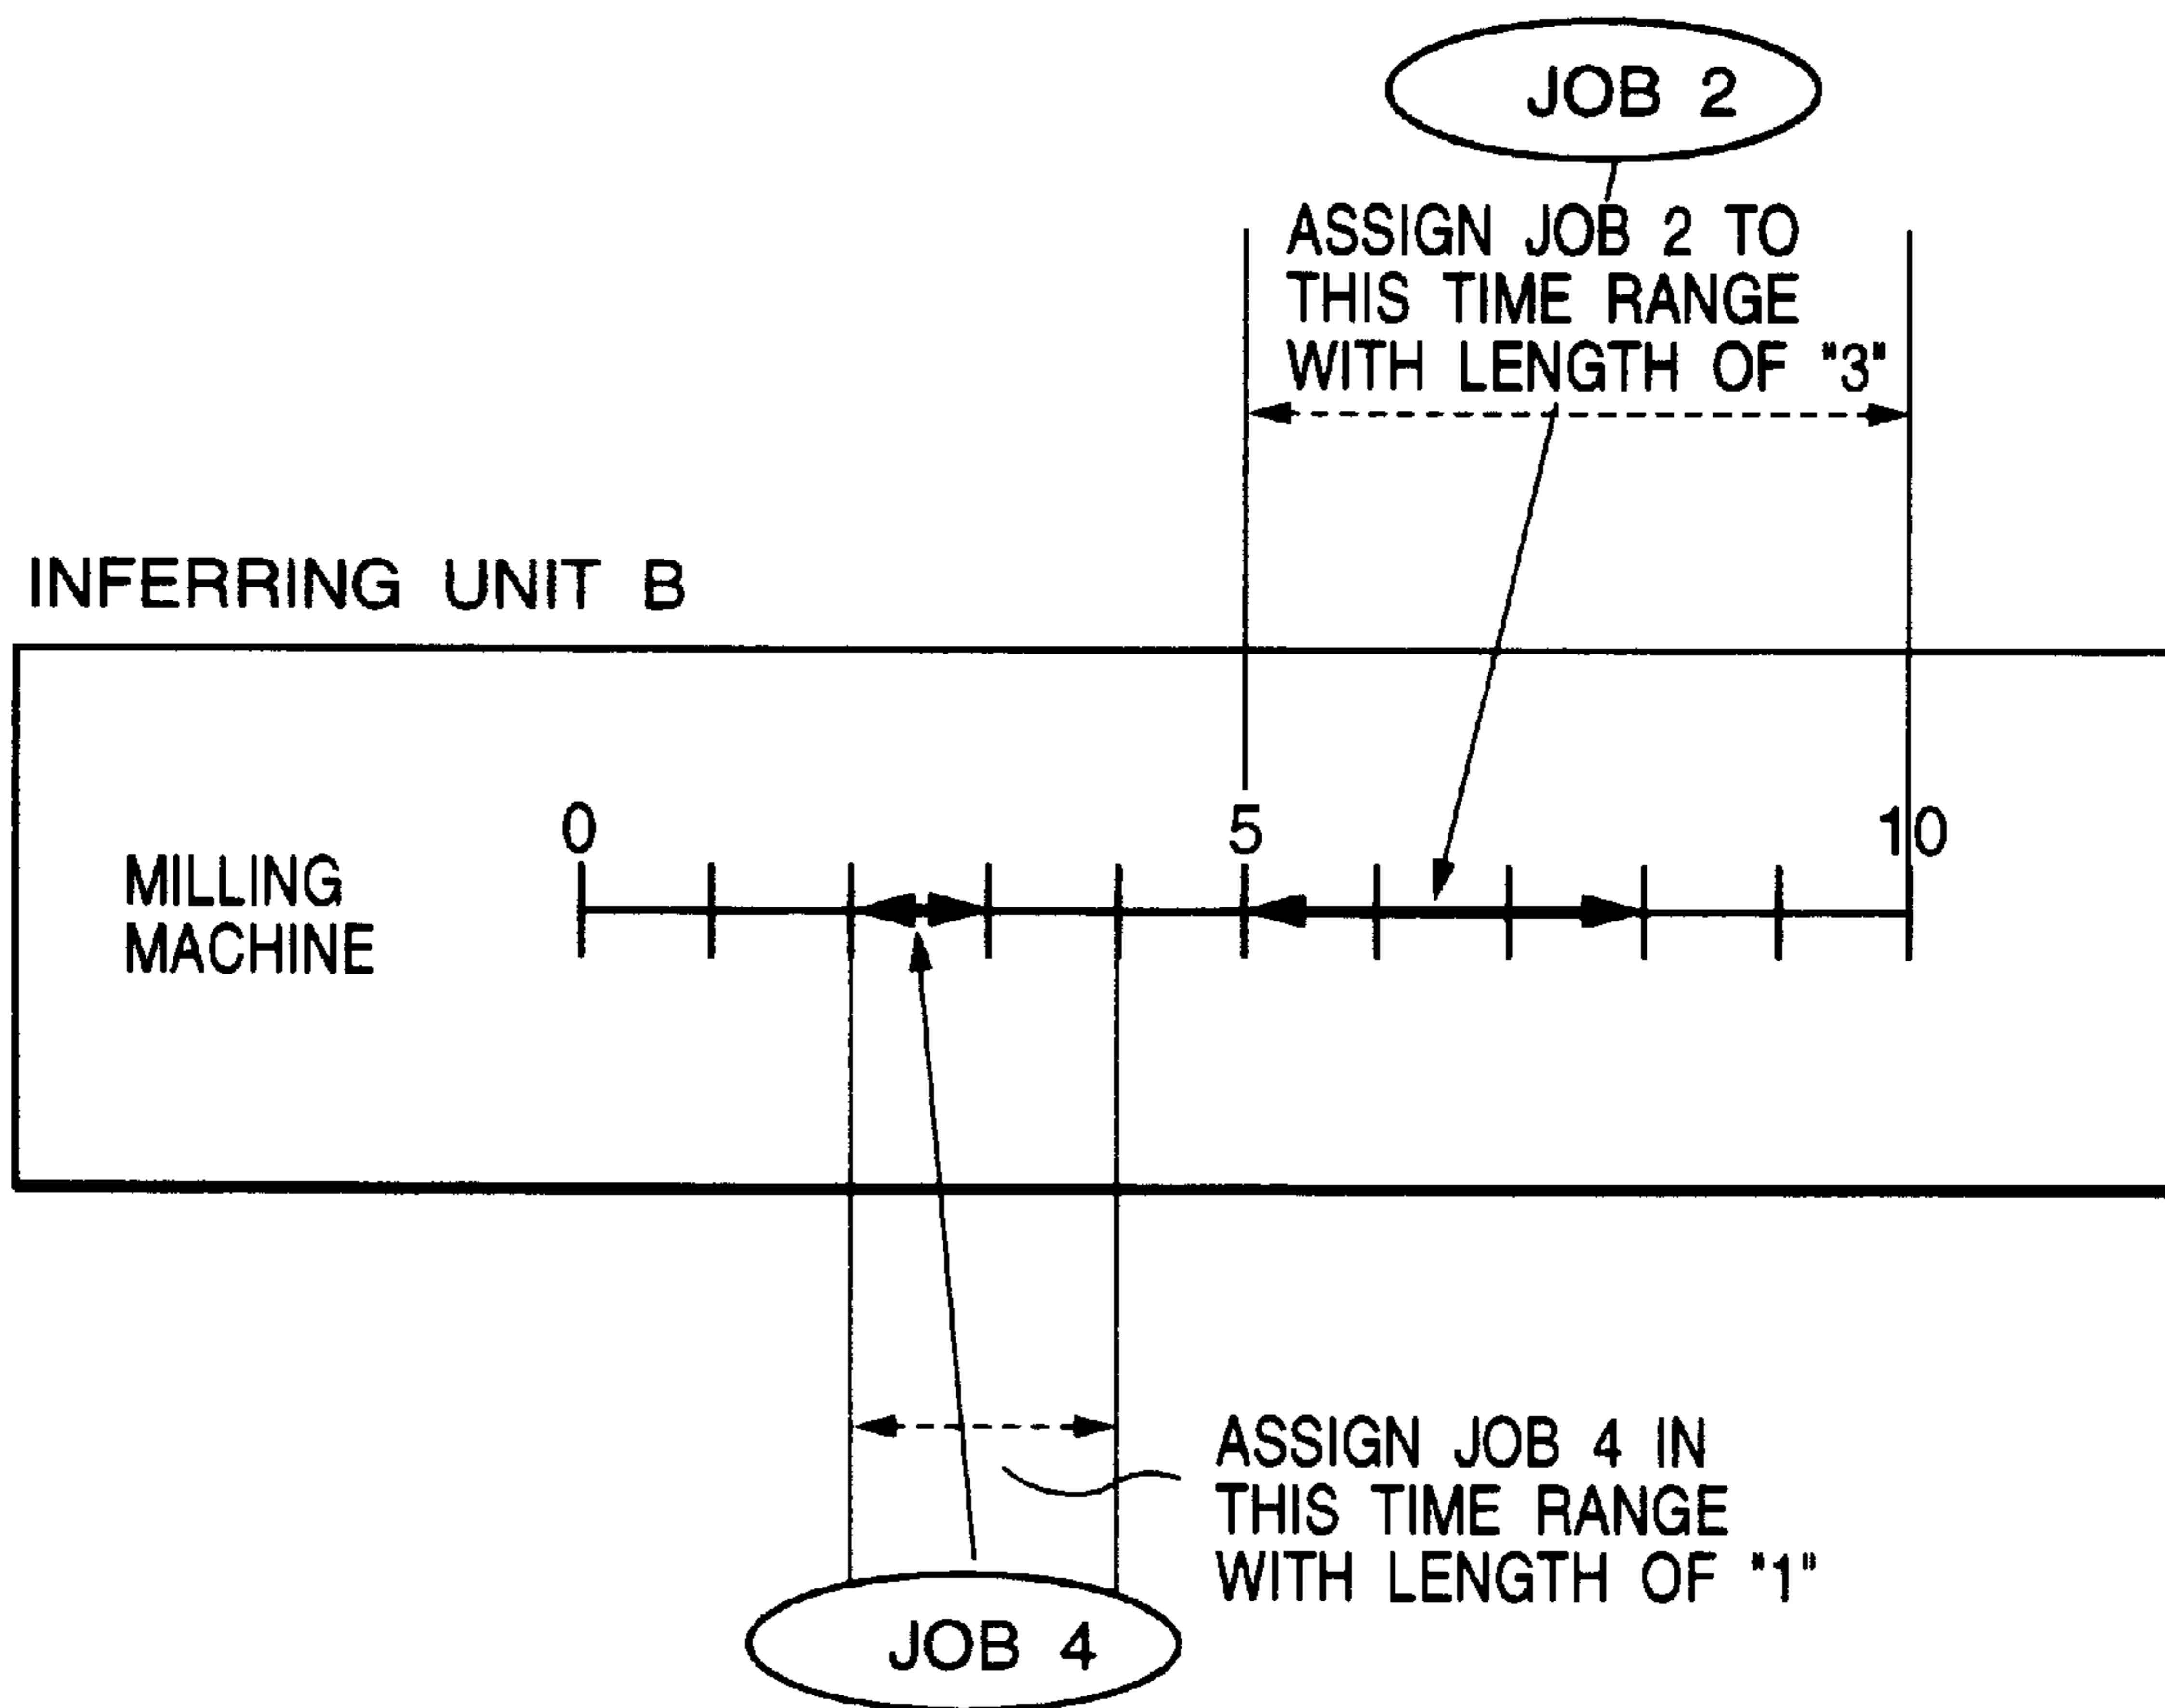 JOB 2
ASSIGN JOB 2 TO
THIS TIME RANGE
WITH LENGTH OF "3"
INFERRING UNIT B
0
5
10
MILLING
MACHINE
ASSIGN JOB 4 IN
THIS TIME RANGE
WITH LENGTH OF "1"
JOB 4